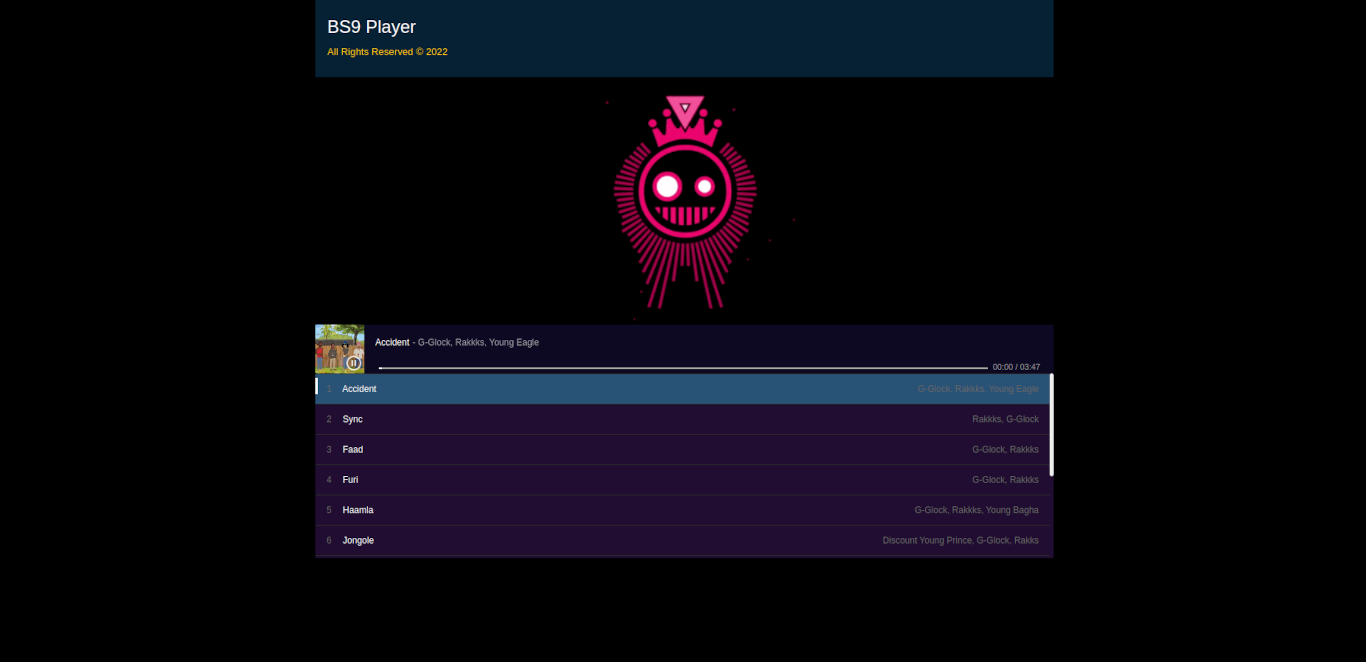 BS9 Player
All Rights Reserved © 2022
Accident - G-Glock, Rakkks, Young Eagle
00:00 / 03:47
1 Accident G-Glock, Rakkks, Young Eagle
2 Sync Rakkks, G-Glock
3 Faad G-Glock, Rakkks
4 Furi G-Glock, Rakkks
5 Haamla G-Glock, Rakkks, Young Bagha
6 Jongole Discount Young Prince, G-Glock, Rakks